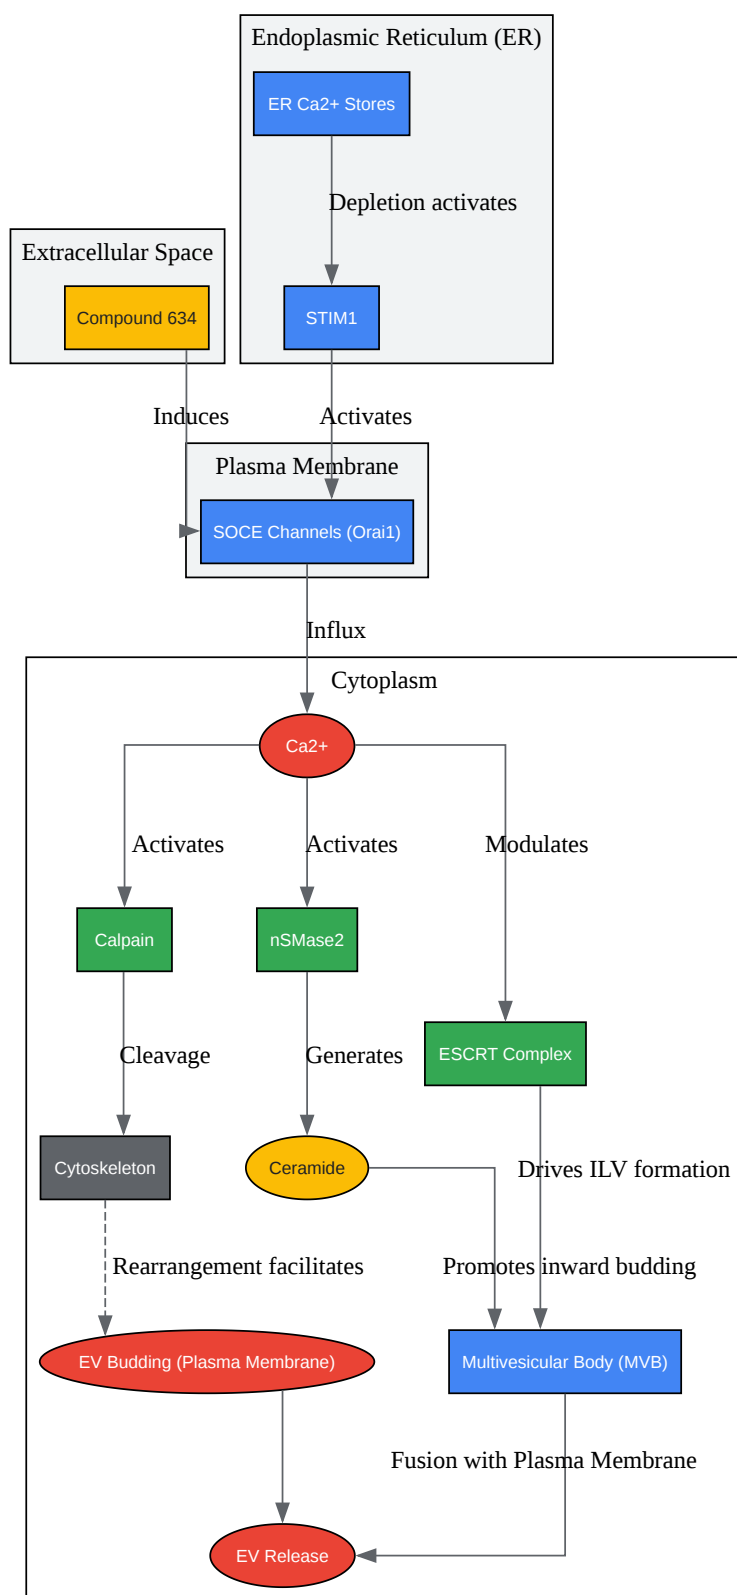 Endoplasmic Reticulum (ER)
ER Ca2+ Stores
Depletion activates
Extracellular Space
Compound 634
STIM1
Induces
Activates
Plasma Membrane
SOCE Channels (Orai1)
Influx
Cytoplasm
Ca2+
Activates
Activates
Modulates
Calpain
nSMase2
Cleavage
Generates
ESCRT Complex
Cytoskeleton
Ceramide
Drives ILV formation
Rearrangement facilitates
Promotes inward budding
EV Budding (Plasma Membrane)
Multivesicular Body (MVB)
Fusion with Plasma Membrane
EV Release